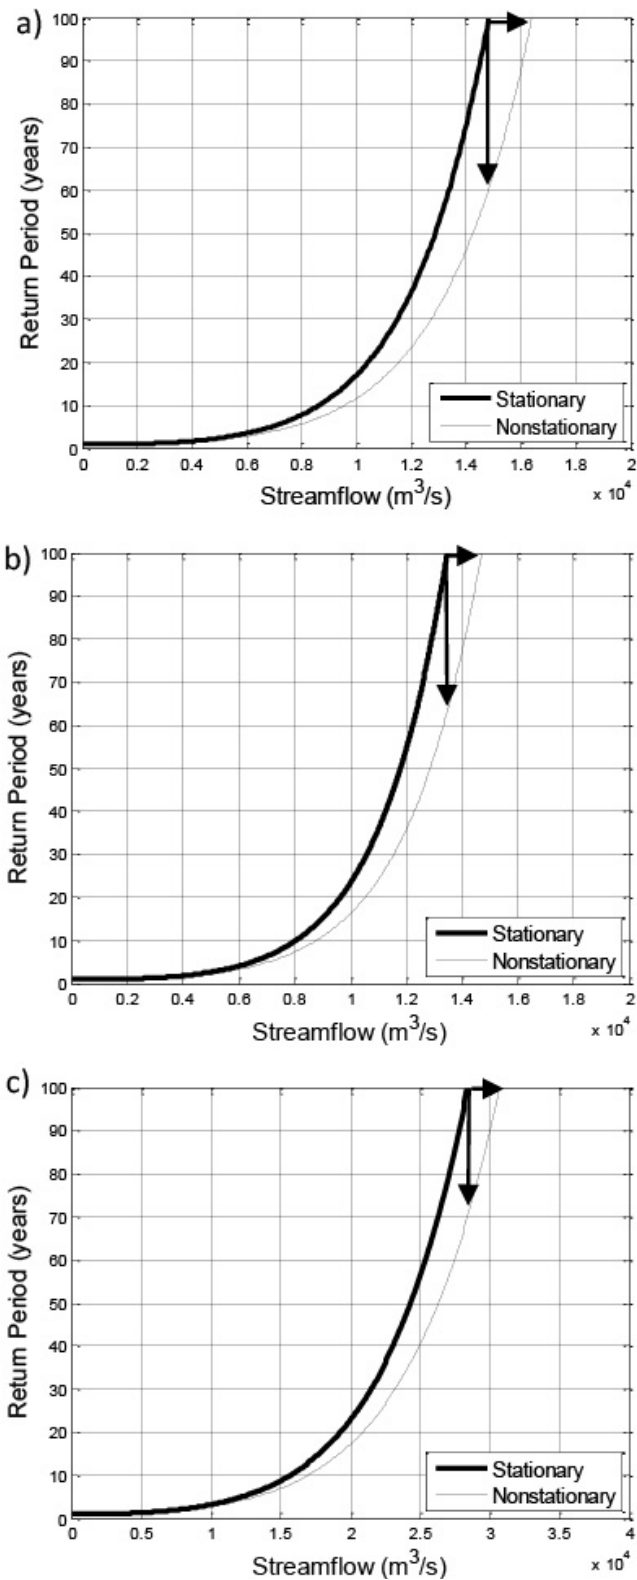 a)
100
90
80
70
60
50
40
30
20
10
0
Return Period (years)
0 0.2 0.4 0.6 0.8 1 1.2 1.4 1.6 1.8 2
Streamflow (m³/s)
x 10⁴
Stationary
Nonstationary
b)
100
90
80
70
60
50
40
30
20
10
0
Return Period (years)
0 0.2 0.4 0.6 0.8 1 1.2 1.4 1.6 1.8 2
Streamflow (m³/s)
x 10⁴
Stationary
Nonstationary
c)
100
90
80
70
60
50
40
30
20
10
0
Return Period (years)
0 0.5 1 1.5 2 2.5 3 3.5 4
Streamflow (m³/s)
x 10⁴
Stationary
Nonstationary